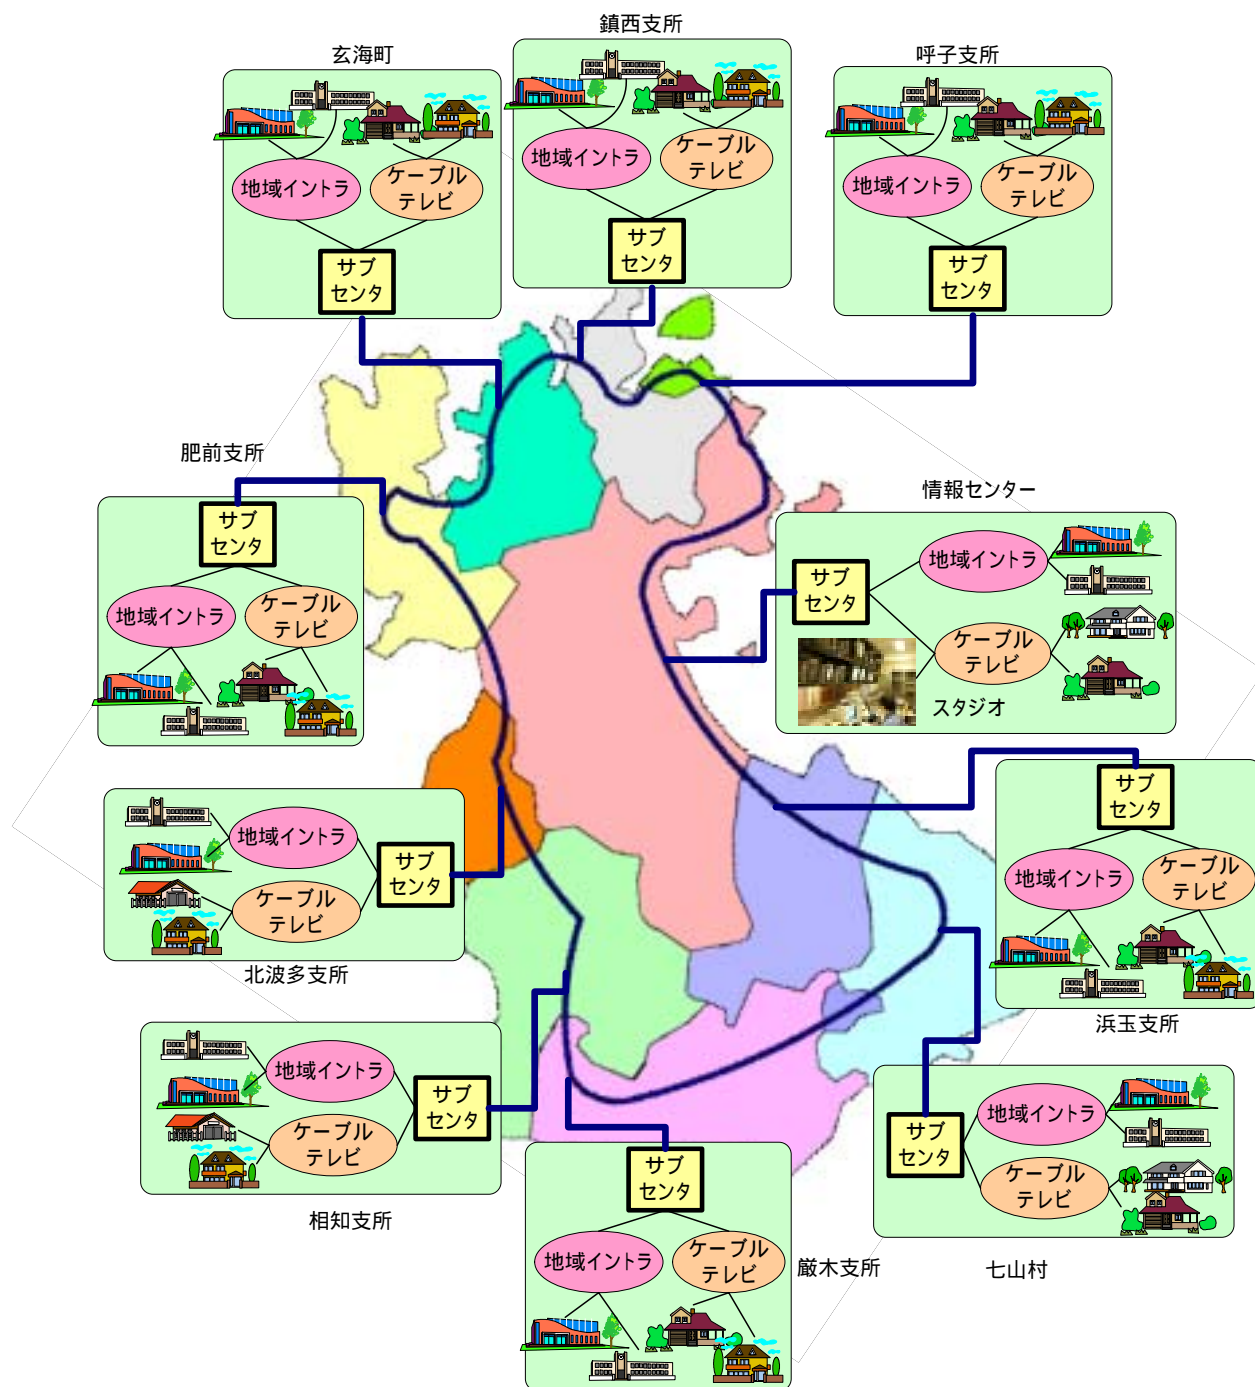 鎮西支所
玄海町
呼子支所
地域イントラ
ケーブル
テレビ
サブ
センタ
地域イントラ
ケーブル
テレビ
サブ
センタ
地域イントラ
ケーブル
テレビ
サブ
センタ
肥前支所
サブ
センタ
地域イントラ
ケーブル
テレビ
情報センター
サブ
センタ
地域イントラ
ケーブル
テレビ
スタジオ
地域イントラ
ケーブル
テレビ
サブ
センタ
北波多支所
サブ
センタ
地域イントラ
ケーブル
テレビ
浜玉支所
地域イントラ
ケーブル
テレビ
サブ
センタ
相知支所
サブ
センタ
地域イントラ
ケーブル
テレビ
七山村
サブ
センタ
地域イントラ
ケーブル
テレビ
厳木支所